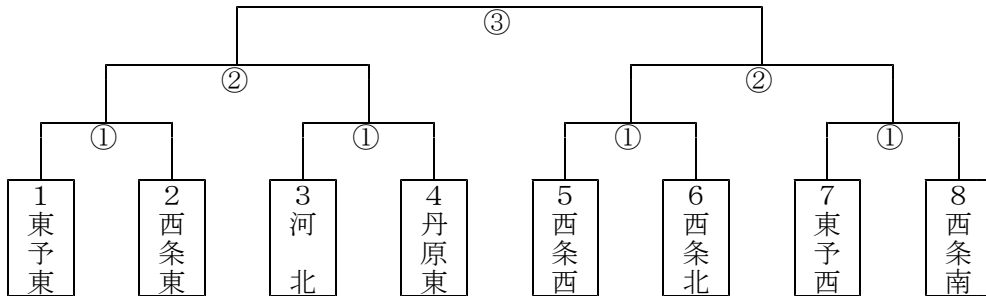 ③
②
②
①
①
①
①
1東予東
2西条東
3河 北
4丹原東
5西条西
6西条北
7東予西
8西条南